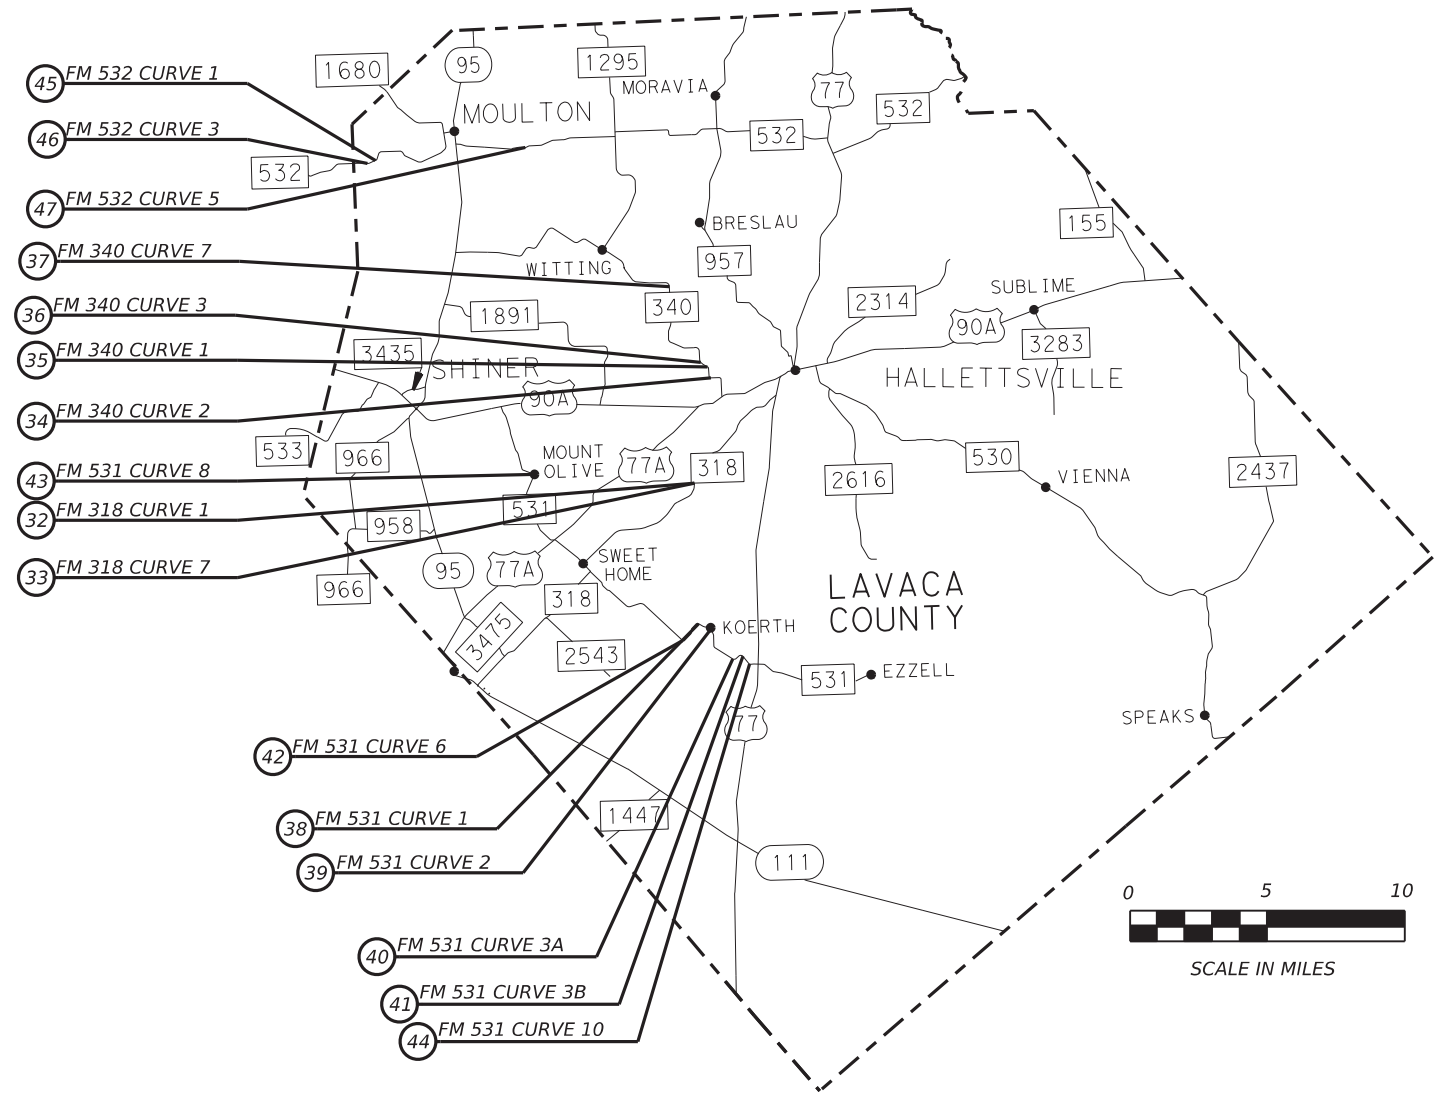 1680
95
1295
MORAVIA
77
532
45 FM 532 CURVE 1
MOULTON
532
46 FM 532 CURVE 3
532
47 FM 532 CURVE 5
BRESLAU
155
37 FM 340 CURVE 7
WITTING
957
340
SUBLIME
2314
36 FM 340 CURVE 3
1891
90A
3283
35 FM 340 CURVE 1
3435
SHINER
HALLETTSVILLE
90A
34 FM 340 CURVE 2
533
966
MOUNT
OLIVE
77A
318
530
VIENNA
2437
43 FM 531 CURVE 8
2616
32 FM 318 CURVE 1
531
958
33 FM 318 CURVE 7
966
95
77A
SWEET
HOME
318
LAVACA
COUNTY
3475
2543
KOERTH
531
EZZELL
77
SPEAKS
42 FM 531 CURVE 6
38 FM 531 CURVE 1
1447
39 FM 531 CURVE 2
111
40 FM 531 CURVE 3A
41 FM 531 CURVE 3B
44 FM 531 CURVE 10
0 5 10
SCALE IN MILES